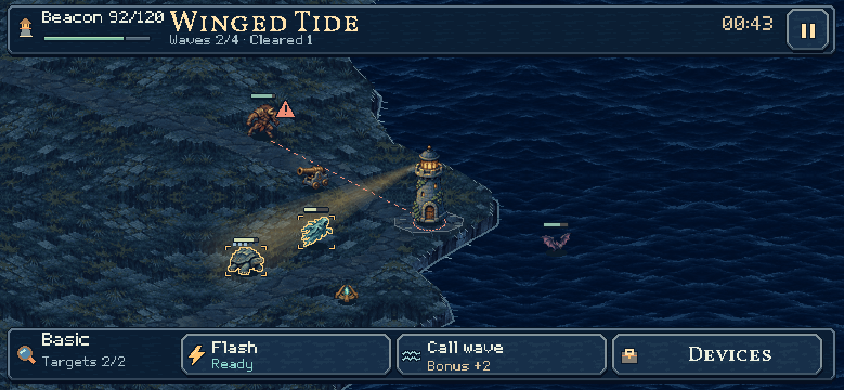 Beacon 92/120
WINGED TIDE
Waves 2/4 · Cleared 1
00:43
Basic
Targets 2/2
Flash
Ready
Call wave
Bonus +2
DEVICES